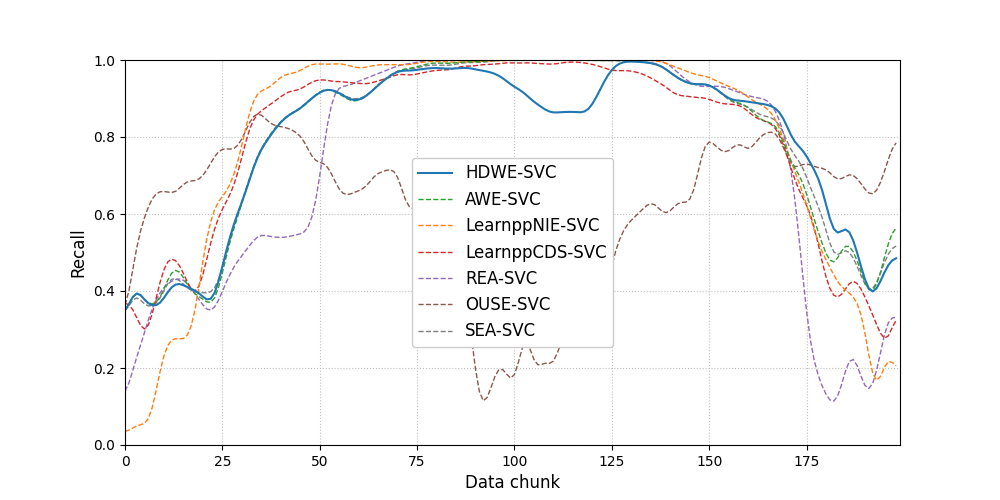 1.0
0.8
0.6
0.4
0.2
0.0
Recall
HDWE-SVC
AWE-SVC
LearnppNIE-SVC
LearnppCDS-SVC
REA-SVC
OUSE-SVC
SEA-SVC
0 25 50 75 100 125 150 175
Data chunk